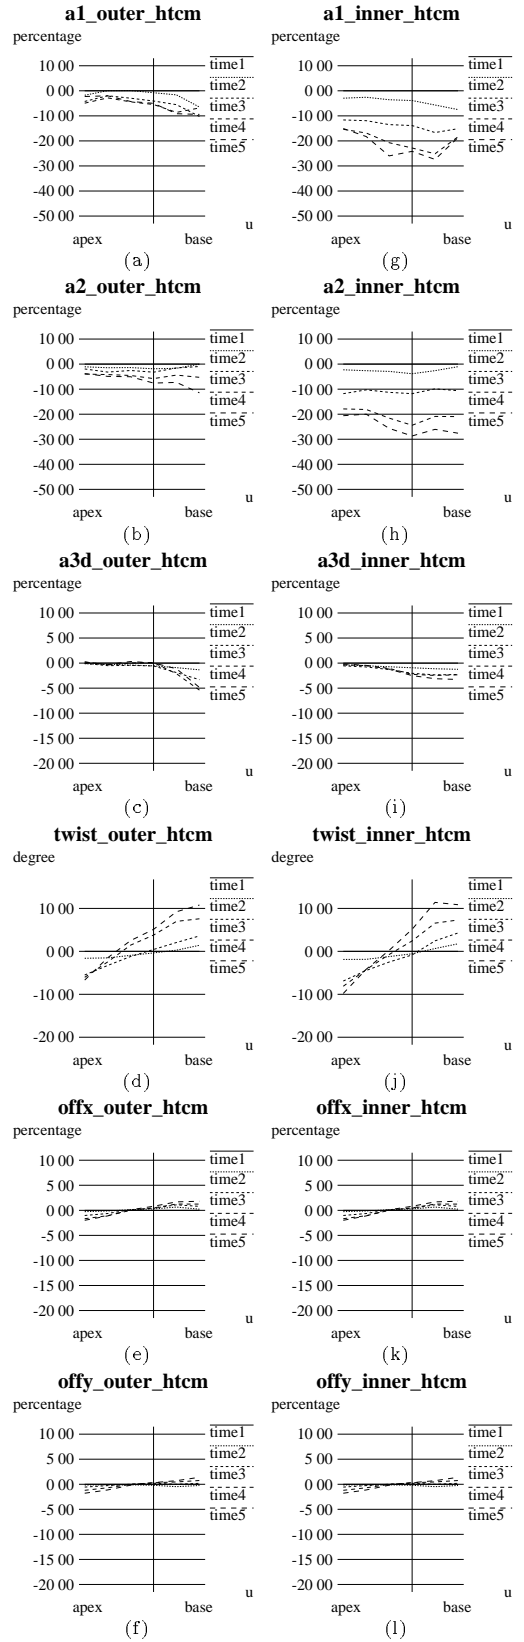 a1_outer_htcm
percentage
time1
time2
time3
time4
time5
10 00
0 00
-10 00
-20 00
-30 00
-40 00
-50 00
u
apex
base
(a)
a1_inner_htcm
percentage
time1
time2
time3
time4
time5
10 00
0 00
-10 00
-20 00
-30 00
-40 00
-50 00
u
apex
base
(g)
a2_outer_htcm
percentage
time1
time2
time3
time4
time5
10 00
0 00
-10 00
-20 00
-30 00
-40 00
-50 00
u
apex
base
(b)
a2_inner_htcm
percentage
time1
time2
time3
time4
time5
10 00
0 00
-10 00
-20 00
-30 00
-40 00
-50 00
u
apex
base
(h)
a3d_outer_htcm
percentage
time1
time2
time3
time4
time5
10 00
5 00
0 00
-5 00
-10 00
-15 00
-20 00
u
apex
base
(c)
a3d_inner_htcm
percentage
time1
time2
time3
time4
time5
10 00
5 00
0 00
-5 00
-10 00
-15 00
-20 00
u
apex
base
(i)
twist_outer_htcm
degree
time1
time2
time3
time4
time5
10 00
0 00
-10 00
-20 00
u
apex
base
(d)
twist_inner_htcm
degree
time1
time2
time3
time4
time5
10 00
0 00
-10 00
-20 00
u
apex
base
(j)
offx_outer_htcm
percentage
time1
time2
time3
time4
time5
10 00
5 00
0 00
-5 00
-10 00
-15 00
-20 00
u
apex
base
(e)
offx_inner_htcm
percentage
time1
time2
time3
time4
time5
10 00
5 00
0 00
-5 00
-10 00
-15 00
-20 00
u
apex
base
(k)
offy_outer_htcm
percentage
time1
time2
time3
time4
time5
10 00
5 00
0 00
-5 00
-10 00
-15 00
-20 00
u
apex
base
(f)
offy_inner_htcm
percentage
time1
time2
time3
time4
time5
10 00
5 00
0 00
-5 00
-10 00
-15 00
-20 00
u
apex
base
(l)